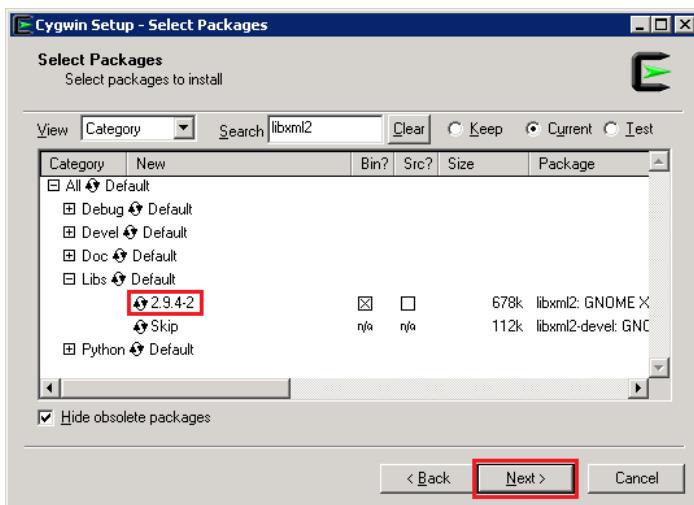 Cygwin Setup - Select Packages
Select Packages
Select packages to install
View Category Search libxml2 Clear Keep Current Test
Category New Bin? Src? Size Package
All Default
Debug Default
Devel Default
Doc Default
Libs Default
2.9.4-2 678k libxml2: GNOME X
Skip n/a n/a 112k libxml2-devel: GNO
Python Default
Hide obsolete packages
< Back Next > Cancel